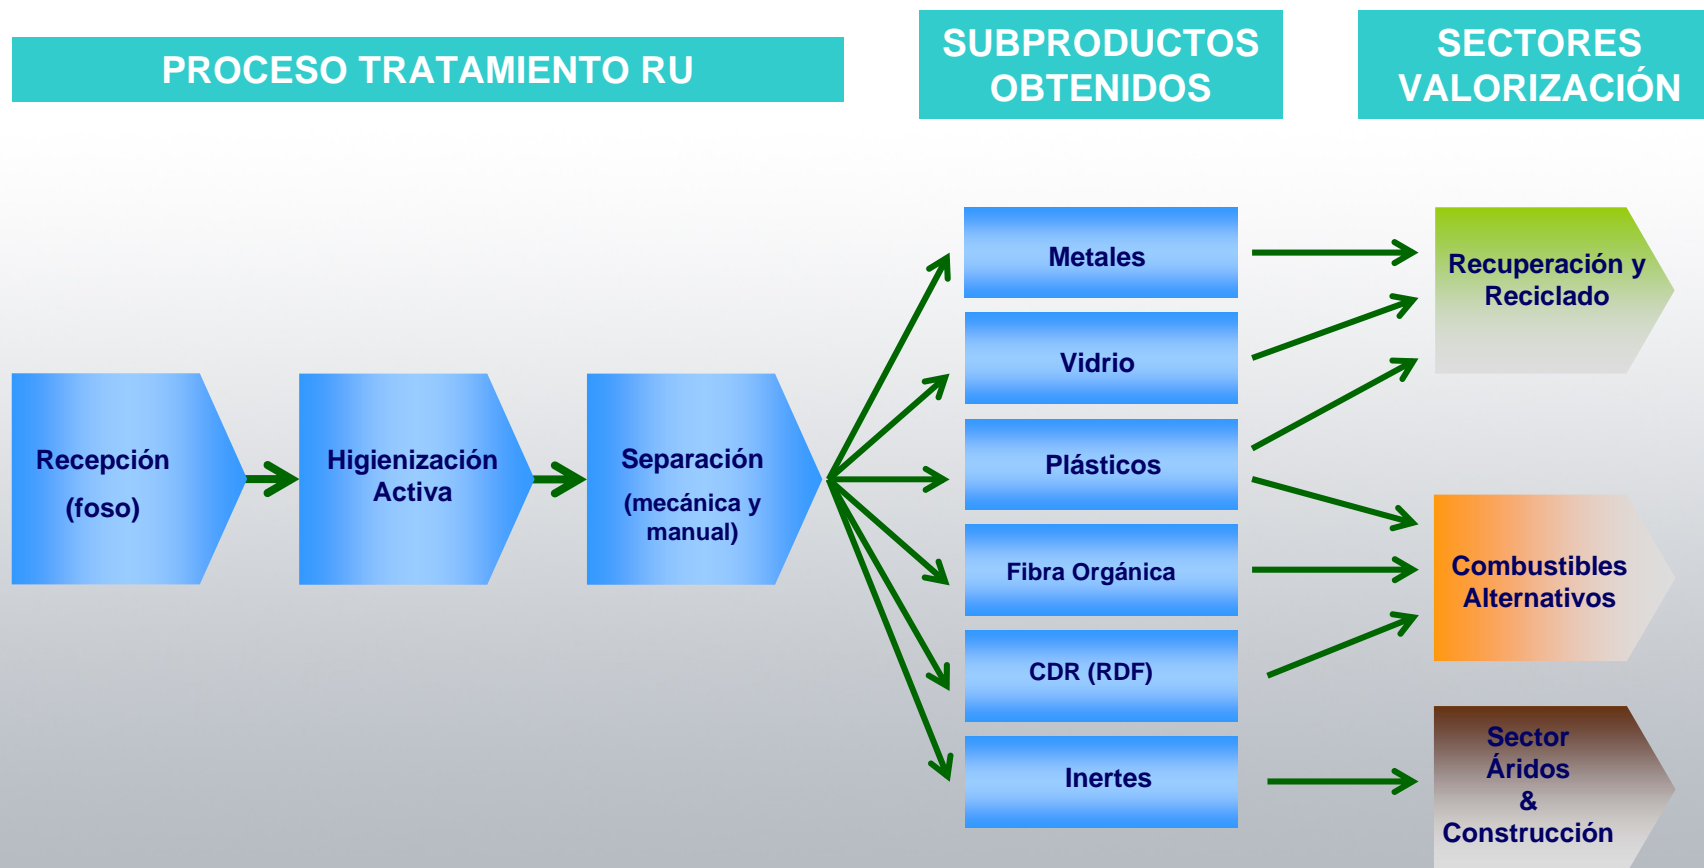 PROCESO TRATAMIENTO RU
SUBPRODUCTOS
OBTENIDOS
SECTORES
VALORIZACIÓN
Recepción
(foso)
Higienización
Activa
Separación
(mecánica y
manual)
Metales
Vidrio
Plásticos
Fibra Orgánica
CDR (RDF)
Inertes
Recuperación y
Reciclado
Combustibles
Alternativos
Sector
Áridos
&
Construcción